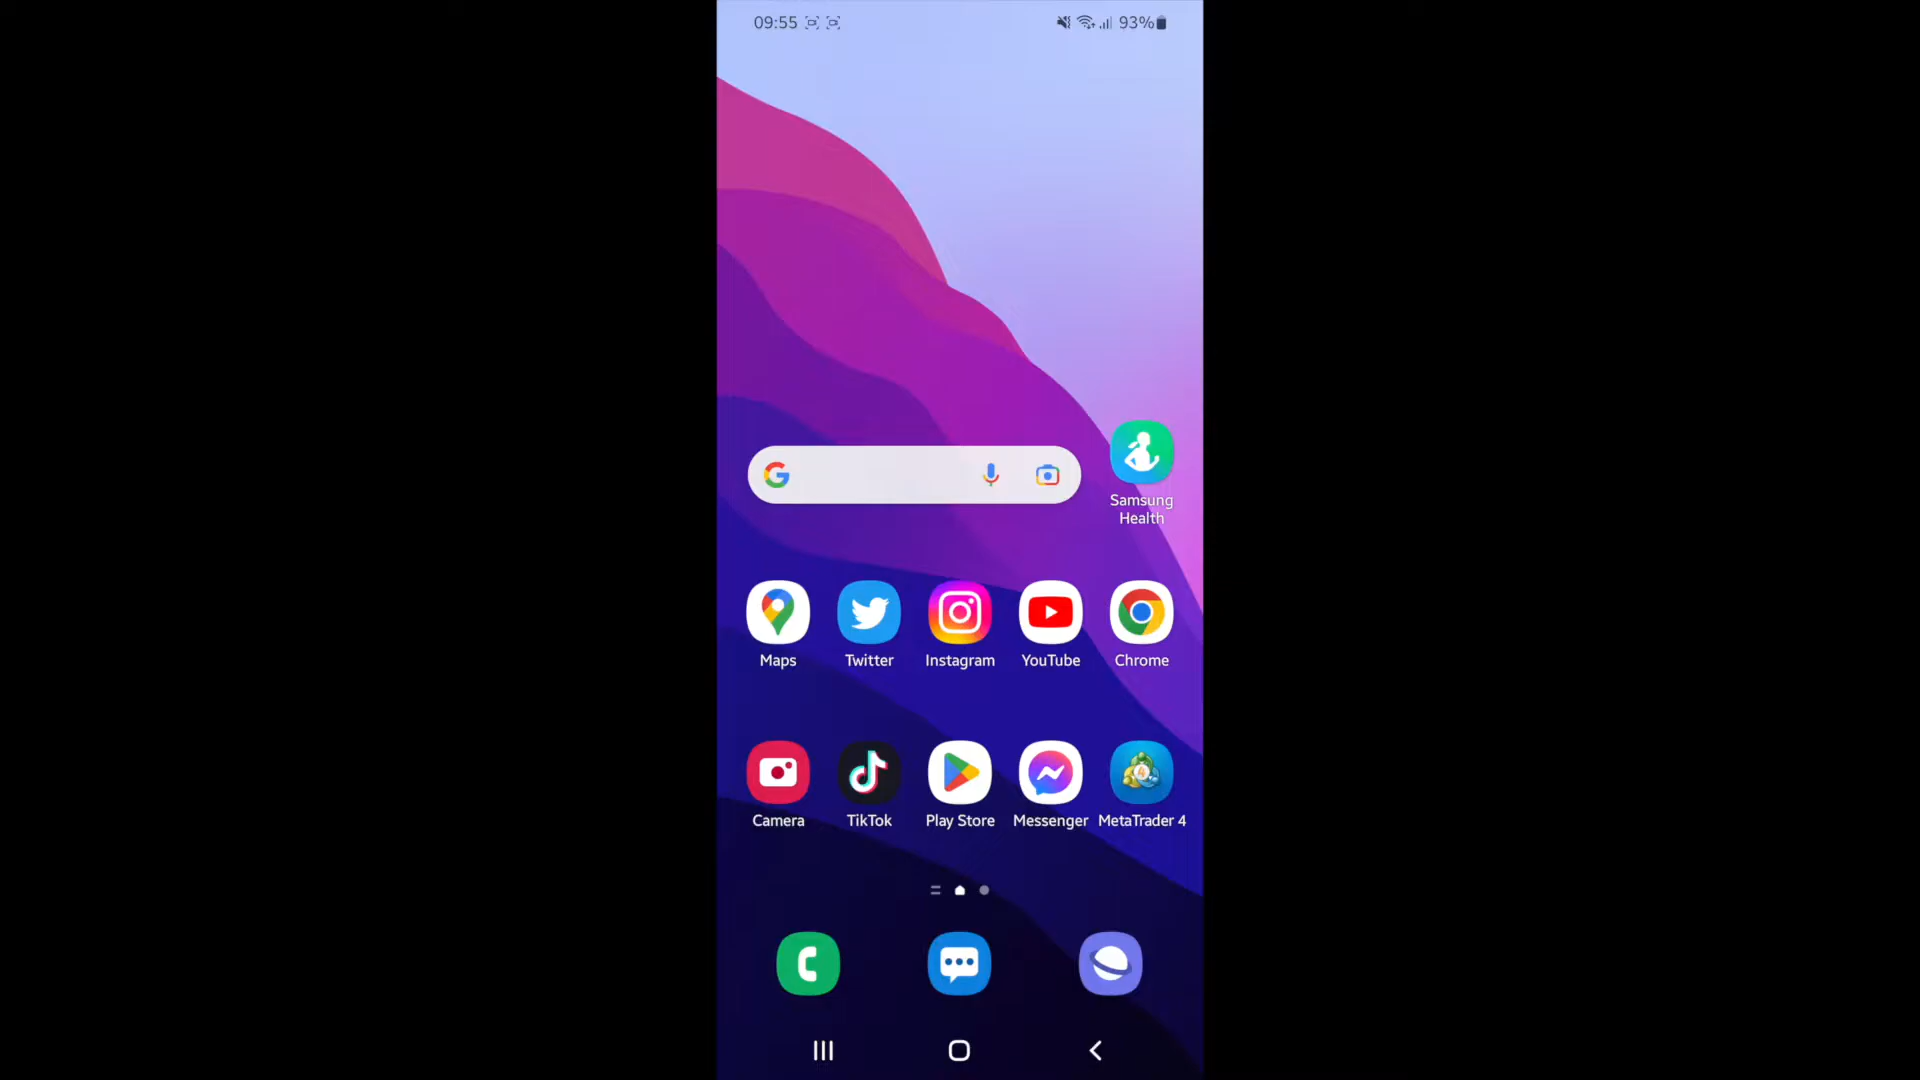 09:55 93%
Samsung
Health
Maps Twitter Instagram YouTube Chrome
Camera TikTok Play Store Messenger MetaTrader 4